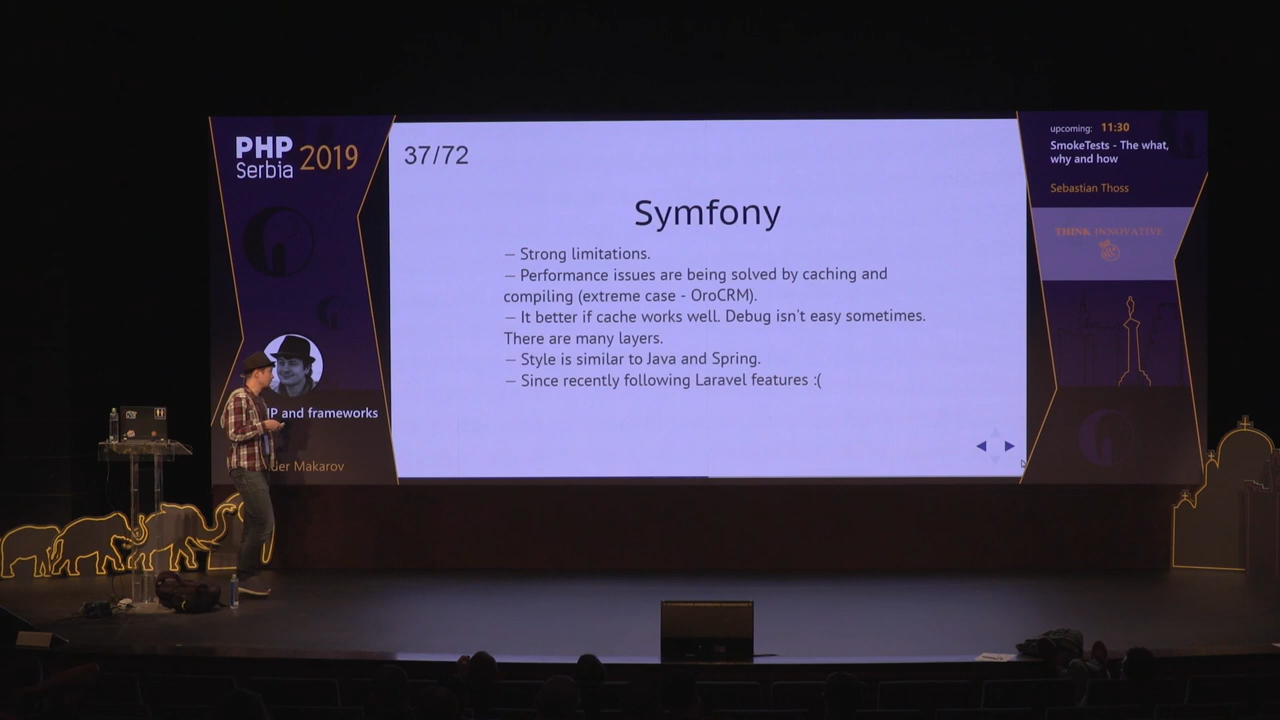 PHP
Serbia 2019
37/72
Symfony
— Strong limitations.
— Performance issues are being solved by caching and
compiling (extreme case - OroCRM).
— It better if cache works well. Debug isn't easy sometimes.
There are many layers.
— Style is similar to Java and Spring.
— Since recently following Laravel features :(
and frameworks
Makarov
upcoming: 11:30
SmokeTests - The what,
why and how
Sebastian Thoss
THINK INNOVATIVE